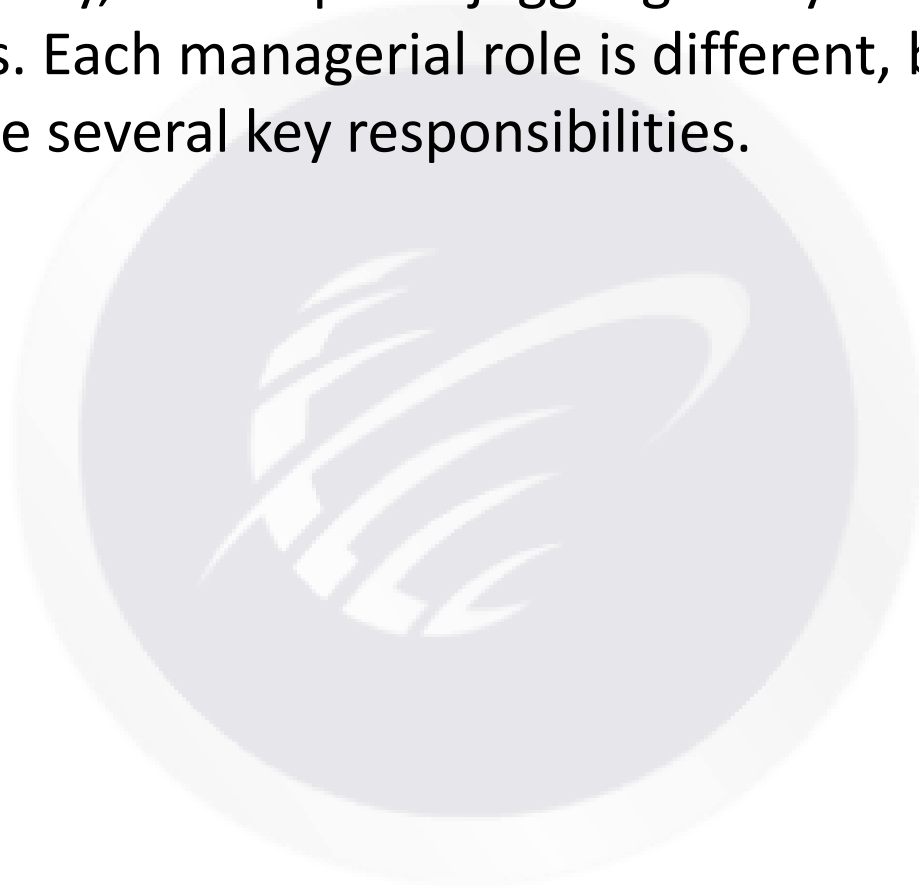 s. Each managerial role is different, b
e several key responsibilities.